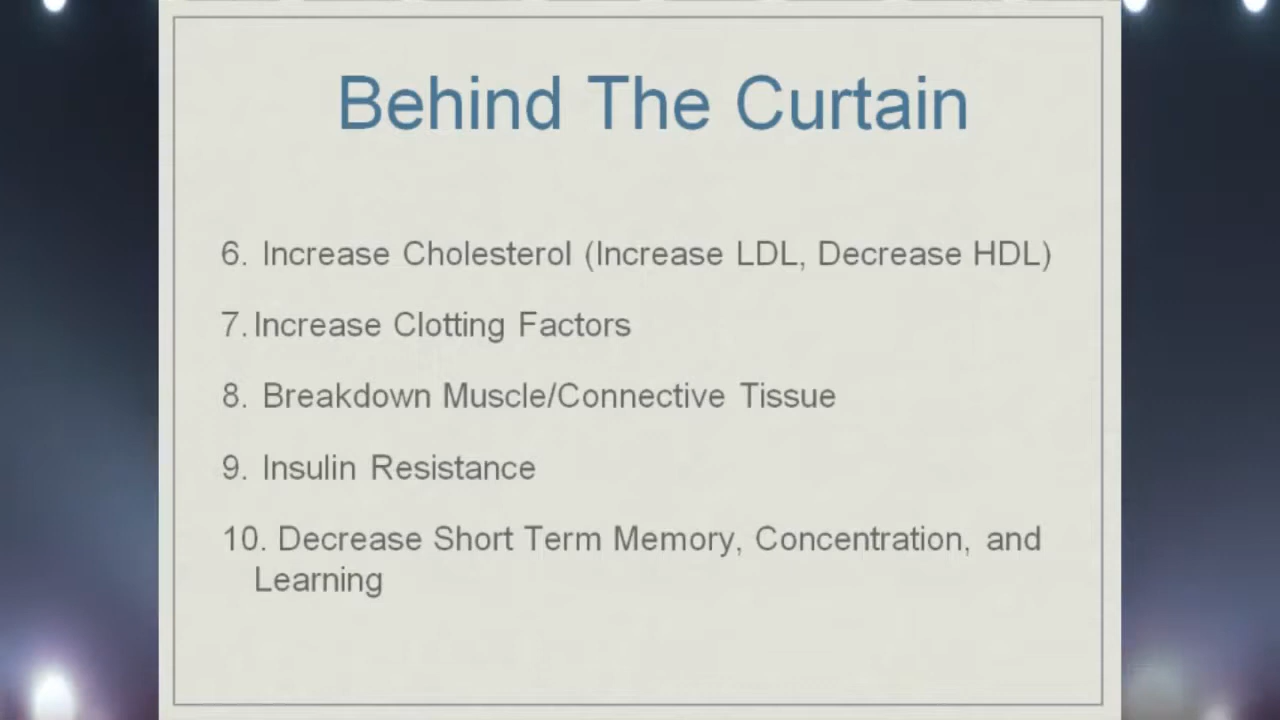 Behind The Curtain
6. Increase Cholesterol (Increase LDL, Decrease HDL)
7. Increase Clotting Factors
8. Breakdown Muscle/Connective Tissue
9. Insulin Resistance
10. Decrease Short Term Memory, Concentration, and
Learning